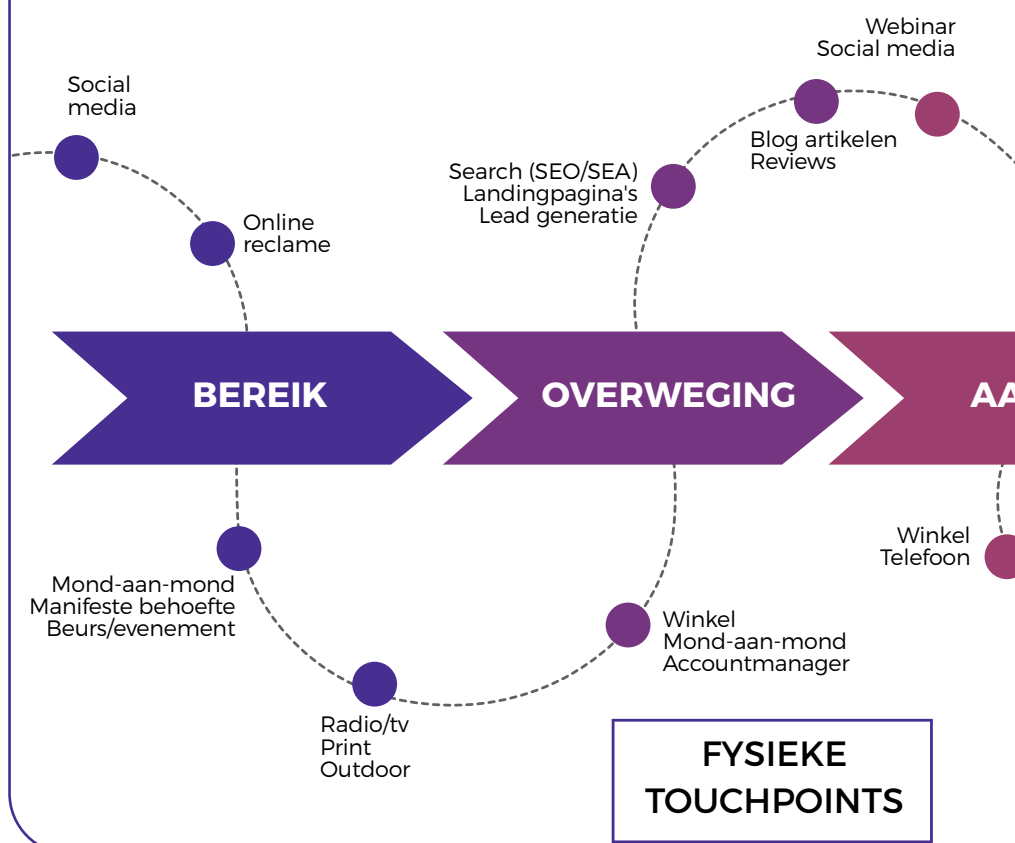 Webinar
Social media
Social
media
Blog artikelen
Reviews
Search (SEO/SEA)
Landingpagina's
Lead generatie
Online
reclame
BEREIK
OVERWEGING
AA
Winkel
Telefoon
Mond-aan-mond
Manifeste behoefte
Beurs/evenement
Winkel
Mond-aan-mond
Accountmanager
Radio/tv
Print
Outdoor
FYSIEKE
TOUCHPOINTS